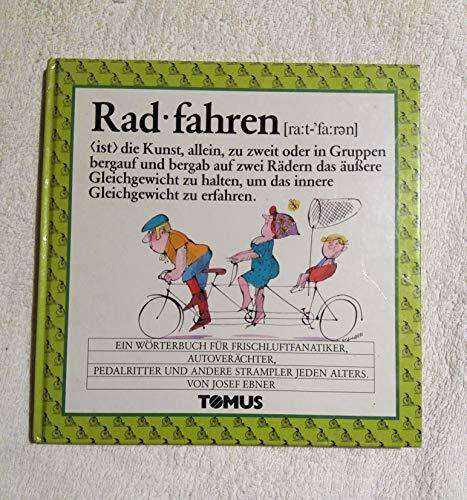 Rad·fahren [ra:t-'fa:rən]
⟨ist⟩ die Kunst, allein, zu zweit oder in Gruppen
bergauf und bergab auf zwei Rädern das äußere
Gleichgewicht zu halten, um das innere
Gleichgewicht zu erfahren.
EIN WÖRTERBUCH FÜR FRISCHLUFTFANATIKER,
AUTOVERÄCHTER,
PEDALRITTER UND ANDERE STRAMPLER JEDEN ALTERS.
VON JOSEF EBNER
TOMUS